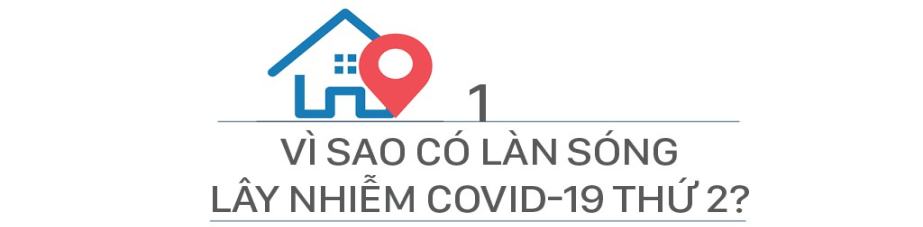 1
VÌ SAO CÓ LÀN SÓNG
LÂY NHIỄM COVID-19 THỨ 2?